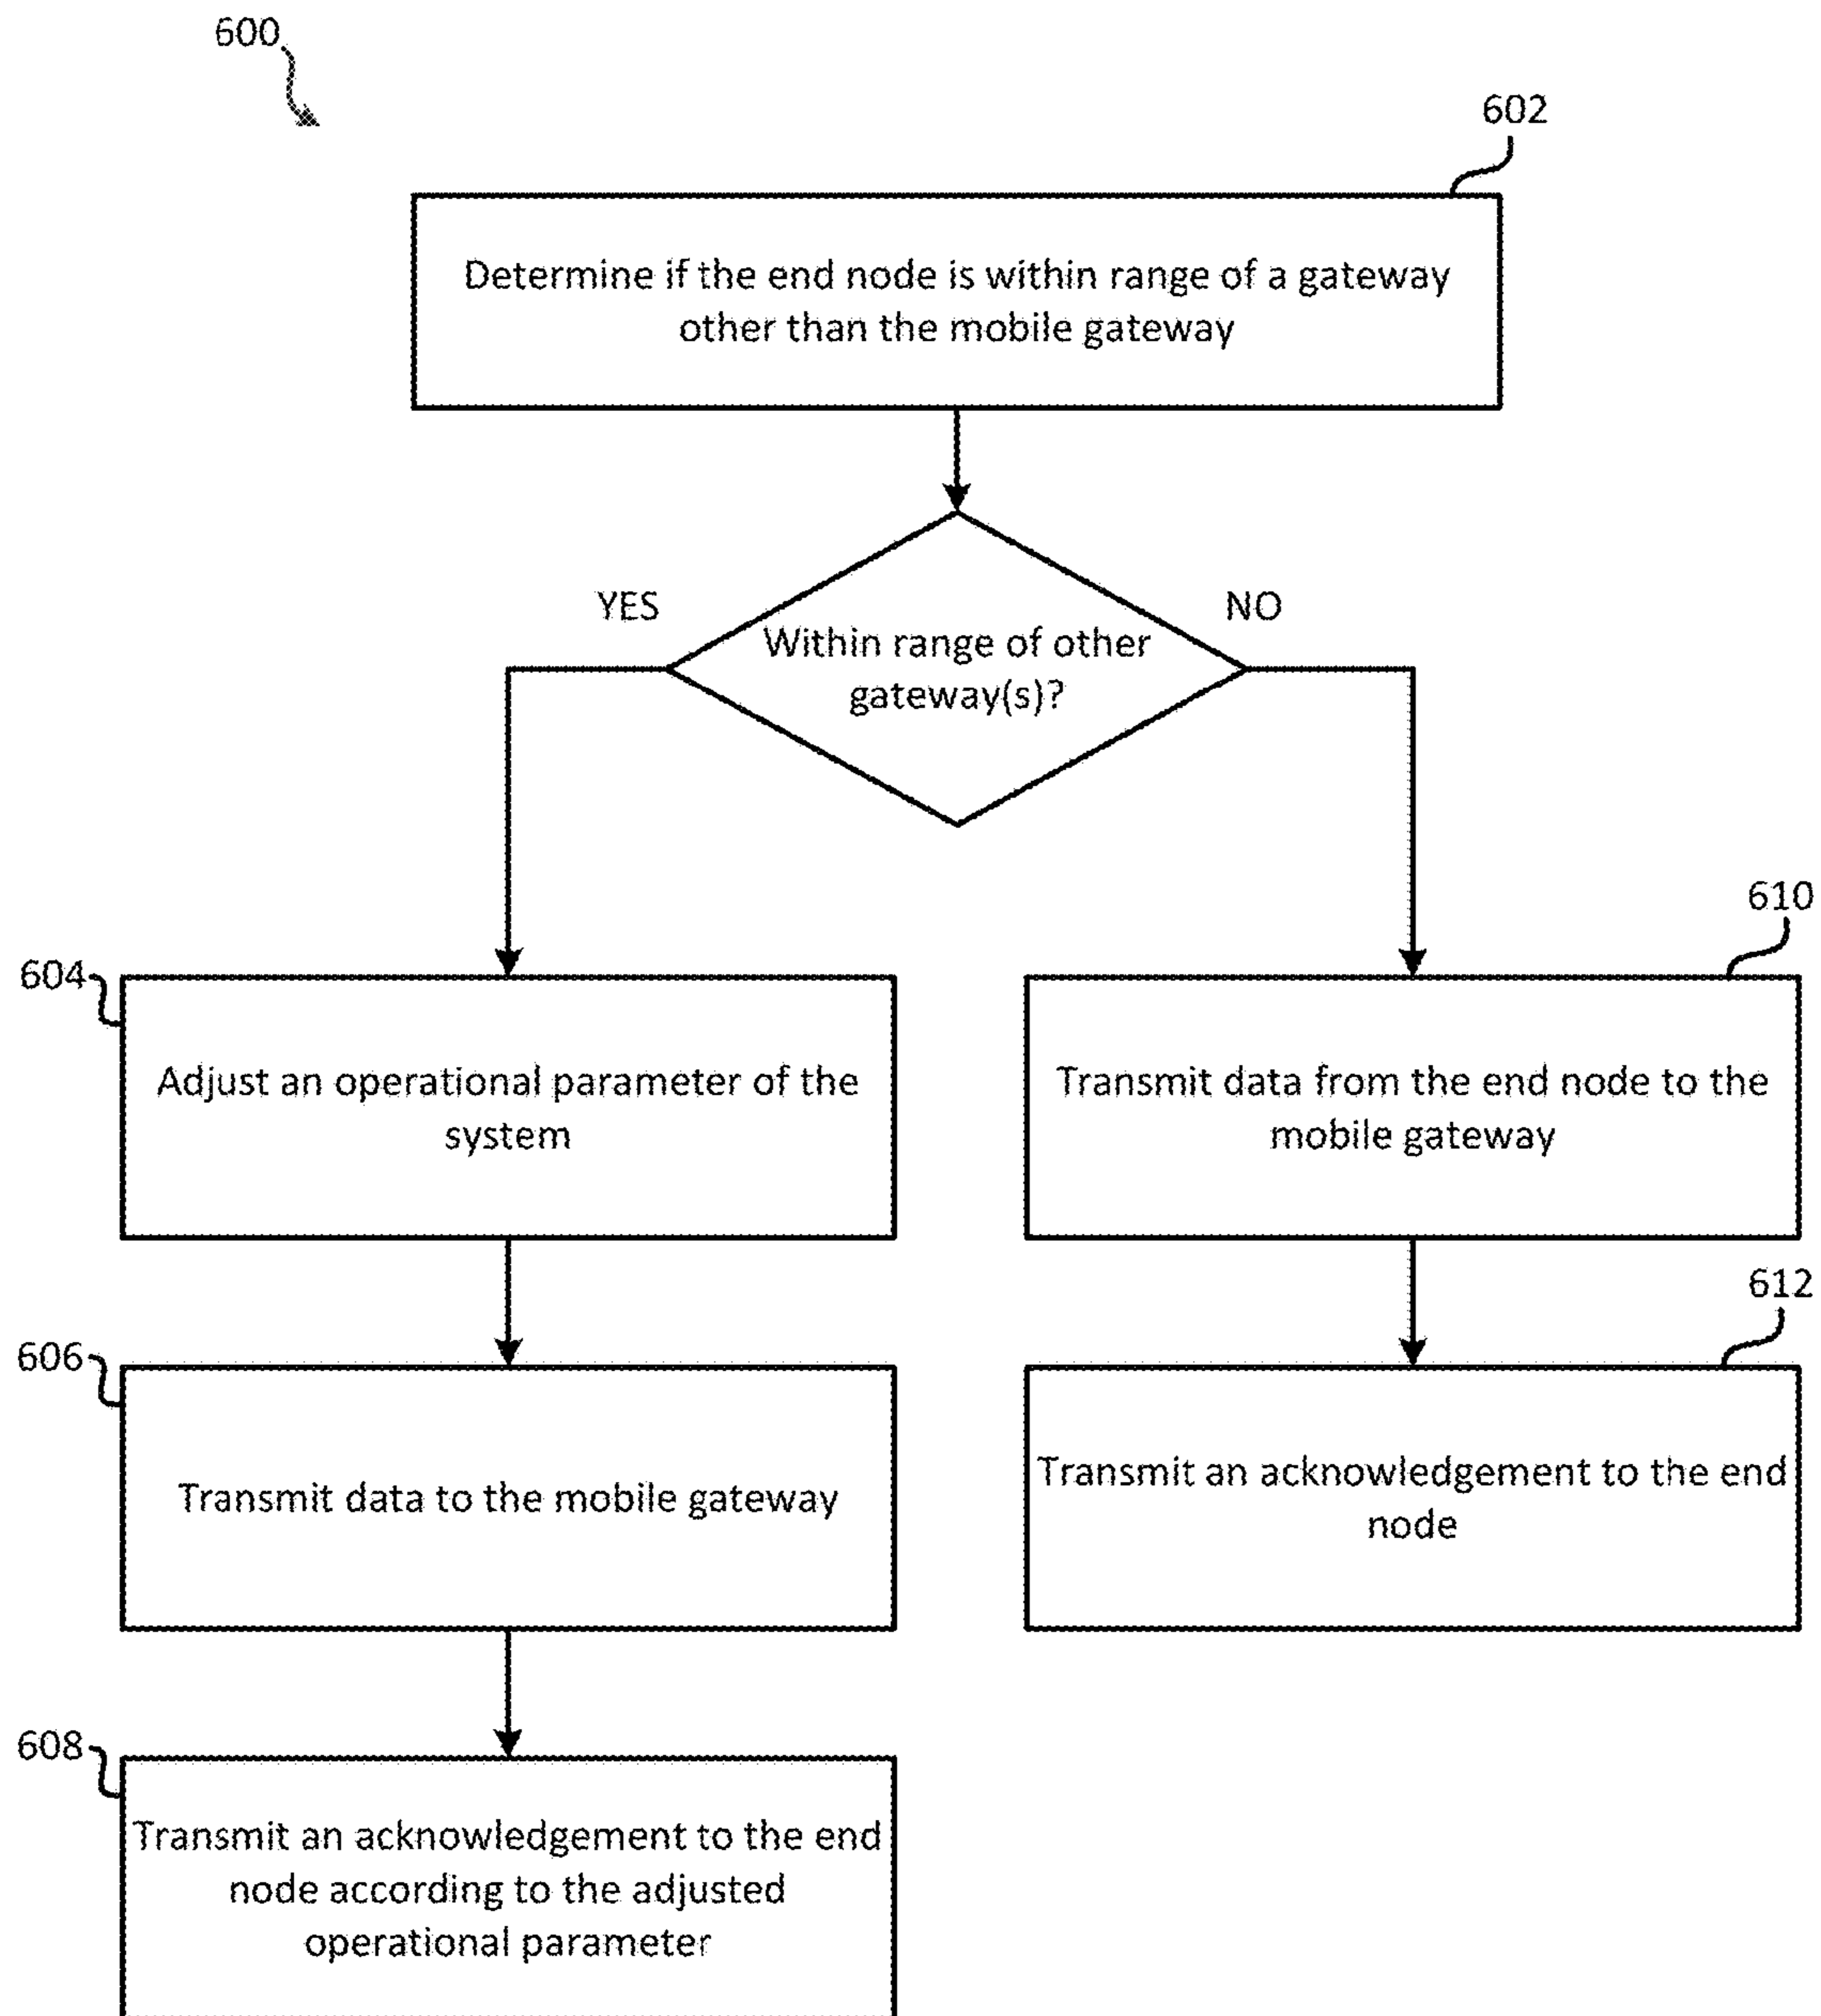 600
602
Determine if the end node is within range of a gateway
other than the mobile gateway
YES
NO
Within range of other
gateway(s)?
604
Adjust an operational parameter of the
system
610
Transmit data from the end node to the
mobile gateway
606
Transmit data to the mobile gateway
612
Transmit an acknowledgement to the end
node
608
Transmit an acknowledgement to the end
node according to the adjusted
operational parameter